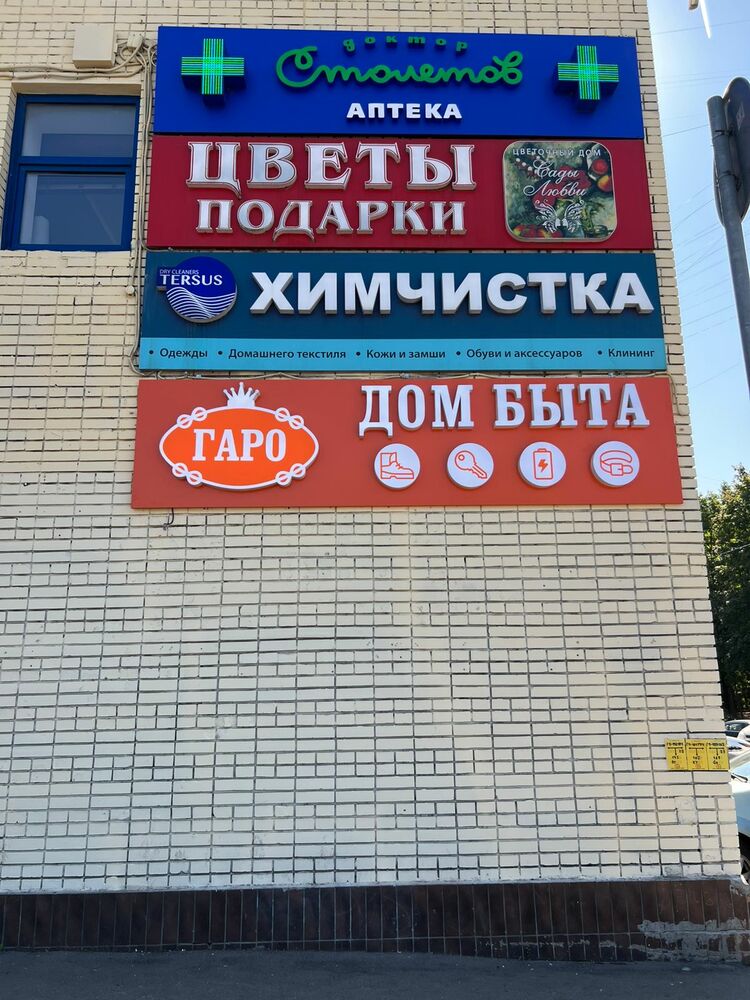 доктор
Столетов
АПТЕКА
ЦВЕТЫ
ПОДАРКИ
ЦВЕТОЧНЫЙ ДОМ
Сады
Любви
DRY CLEANERS
TERSUS
ХИМЧИСТКА
• Одежды • Домашнего текстиля • Кожи и замши • Обуви и аксессуаров • Клининг
ГАРО
ДОМ БЫТА